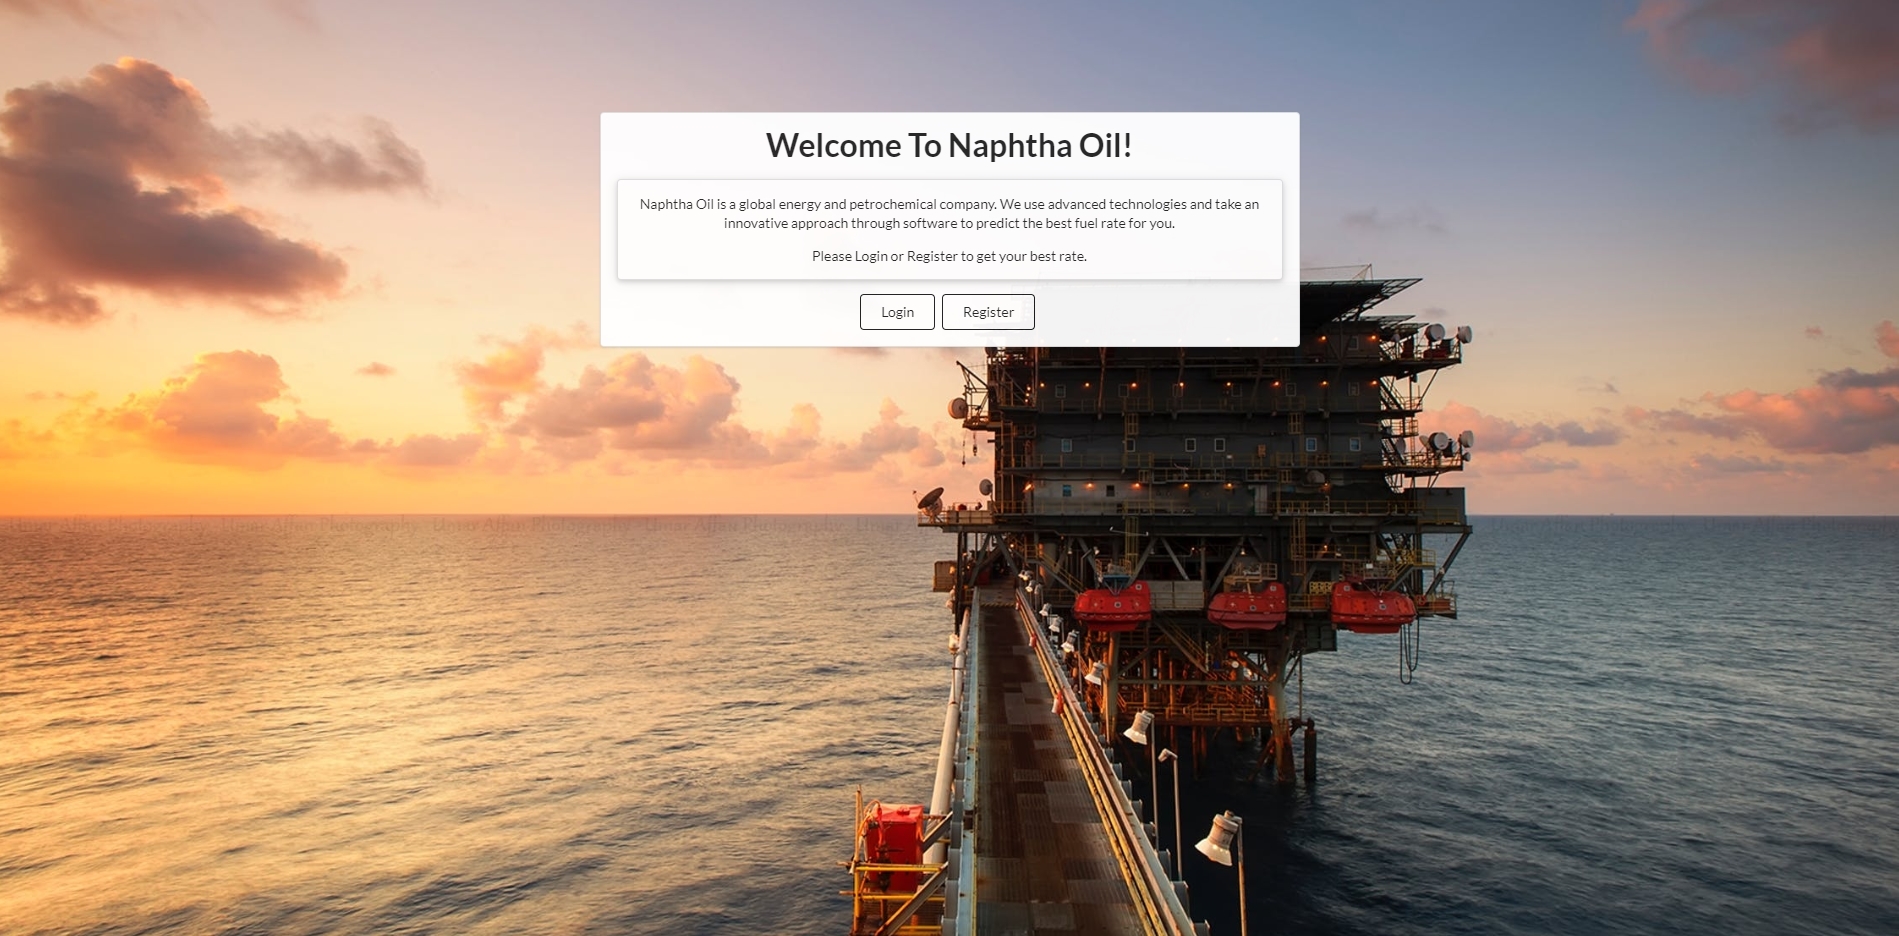 Welcome To Naphtha Oil!
Naphtha Oil is a global energy and petrochemical company. We use advanced technologies and take an
innovative approach through software to predict the best fuel rate for you.
Please Login or Register to get your best rate.
Login
Register